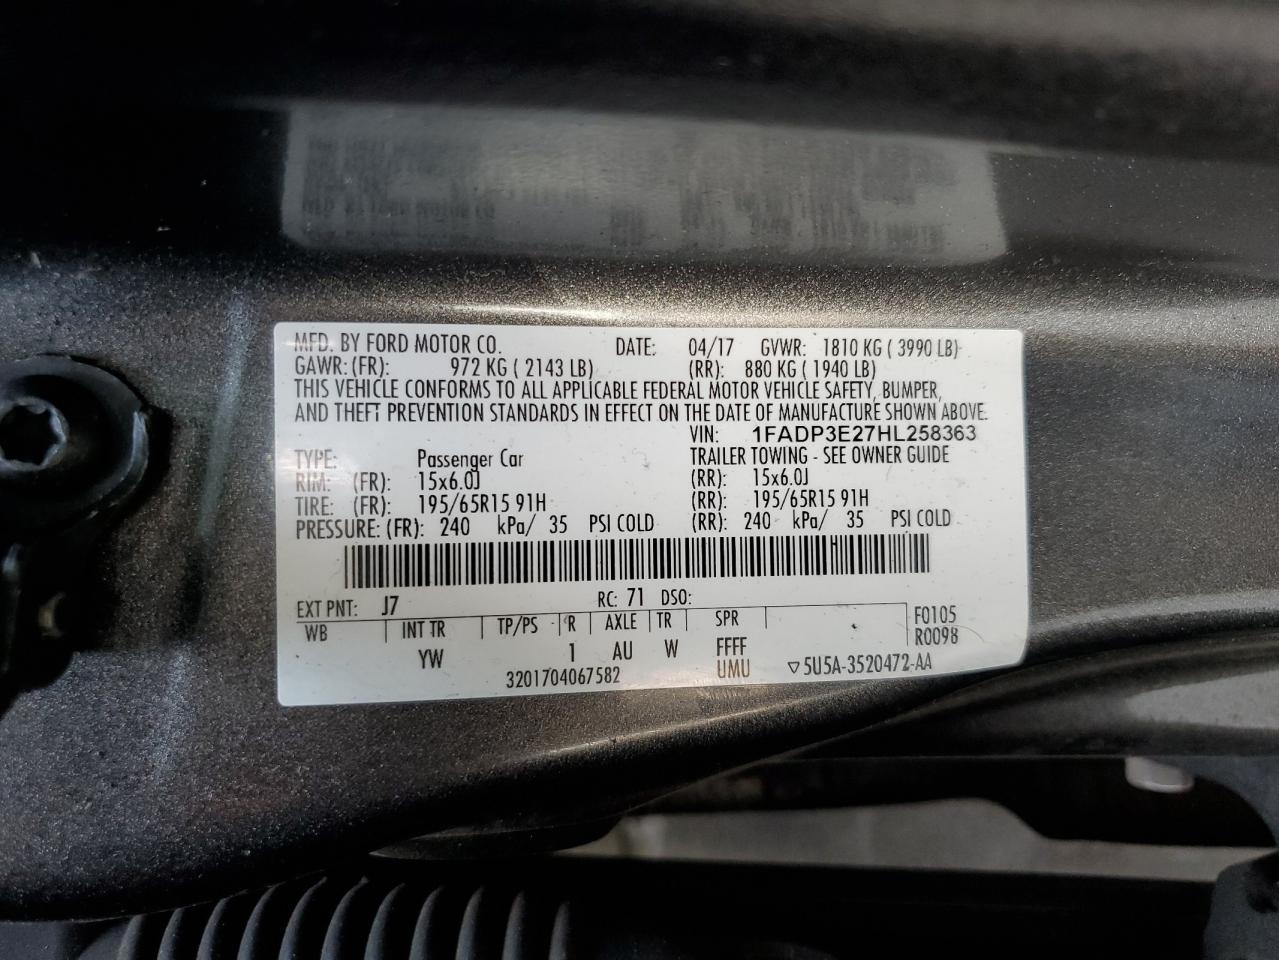 MFD. BY FORD MOTOR CO. DATE: 04/17 GVWR: 1810 KG ( 3990 LB)
GAWR: (FR): 972 KG ( 2143 LB) (RR): 880 KG ( 1940 LB)
THIS VEHICLE CONFORMS TO ALL APPLICABLE FEDERAL MOTOR VEHICLE SAFETY, BUMPER,
AND THEFT PREVENTION STANDARDS IN EFFECT ON THE DATE OF MANUFACTURE SHOWN ABOVE.
VIN: 1FADP3E27HL258363
TYPE: Passenger Car TRAILER TOWING - SEE OWNER GUIDE
RIM: (FR): 15x6.0J (RR): 15x6.0J
TIRE: (FR): 195/65R15 91H (RR): 195/65R15 91H
PRESSURE: (FR): 240 kPa/ 35 PSI COLD (RR): 240 kPa/ 35 PSI COLD
EXT PNT: J7 RC: 71 DSO:
WB INT TR TP/PS R AXLE TR SPR F0105
R0098
YW 1 AU W FFFF
3201704067582 UMU ▽5U5A-3520472-AA